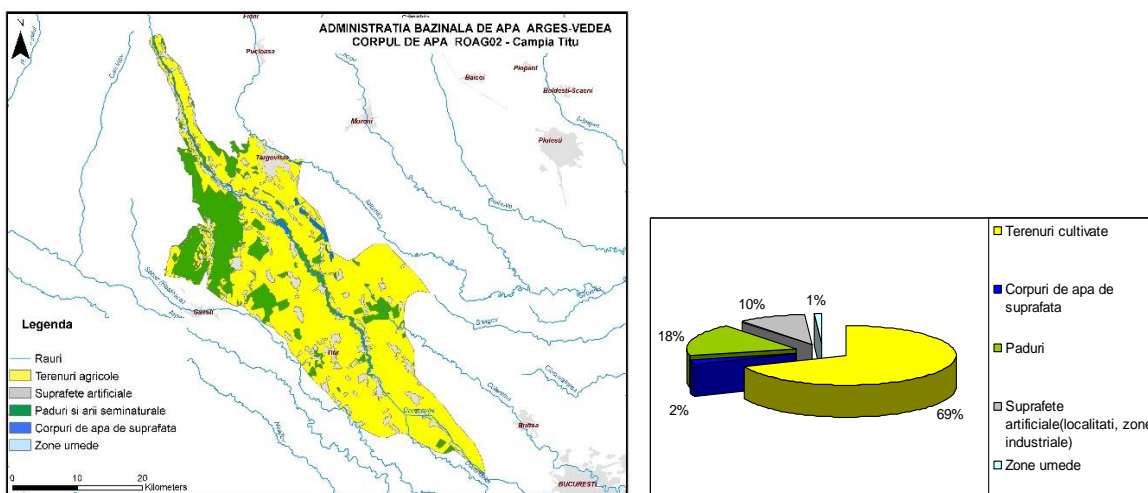 ADMINISTRATIA BAZINALA DE APA ARGES-VEDEA
CORPUL DE APA ROAG02 - Campia Titu
N
Pucioasa
Baicoi
Plopeni
Boldesti-Scaeni
Moreni
Ploiesti
Targoviste
Gaesti
Titu
Buftea
BUCURESTI
Legenda
Rauri
Terenuri agricole
Suprafete artificiale
Paduri si arii seminaturale
Corpuri de apa de suprafata
Zone umede
0
10
20
Kilometers
69%
2%
18%
10%
1%
Terenuri cultivate
Corpuri de apa de
suprafata
Paduri
Suprafete
artificiale(localitati, zone
industriale)
Zone umede